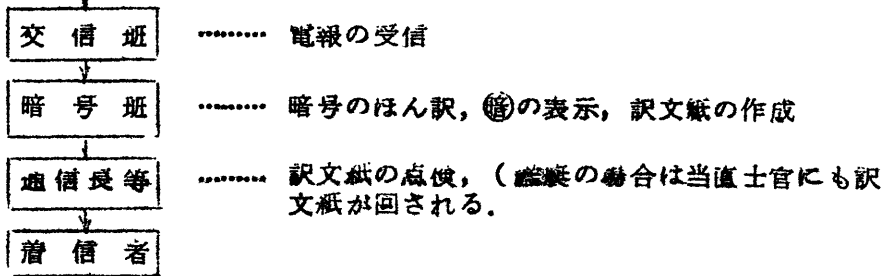 交信班 ……… 電報の受信
暗号班 ……… 暗号のほん訳，㊙の表示，訳文紙の作成
通信長等 ……… 訳文紙の点検，（艦艇の場合は当直士官にも訳
文紙が回される．
着信者